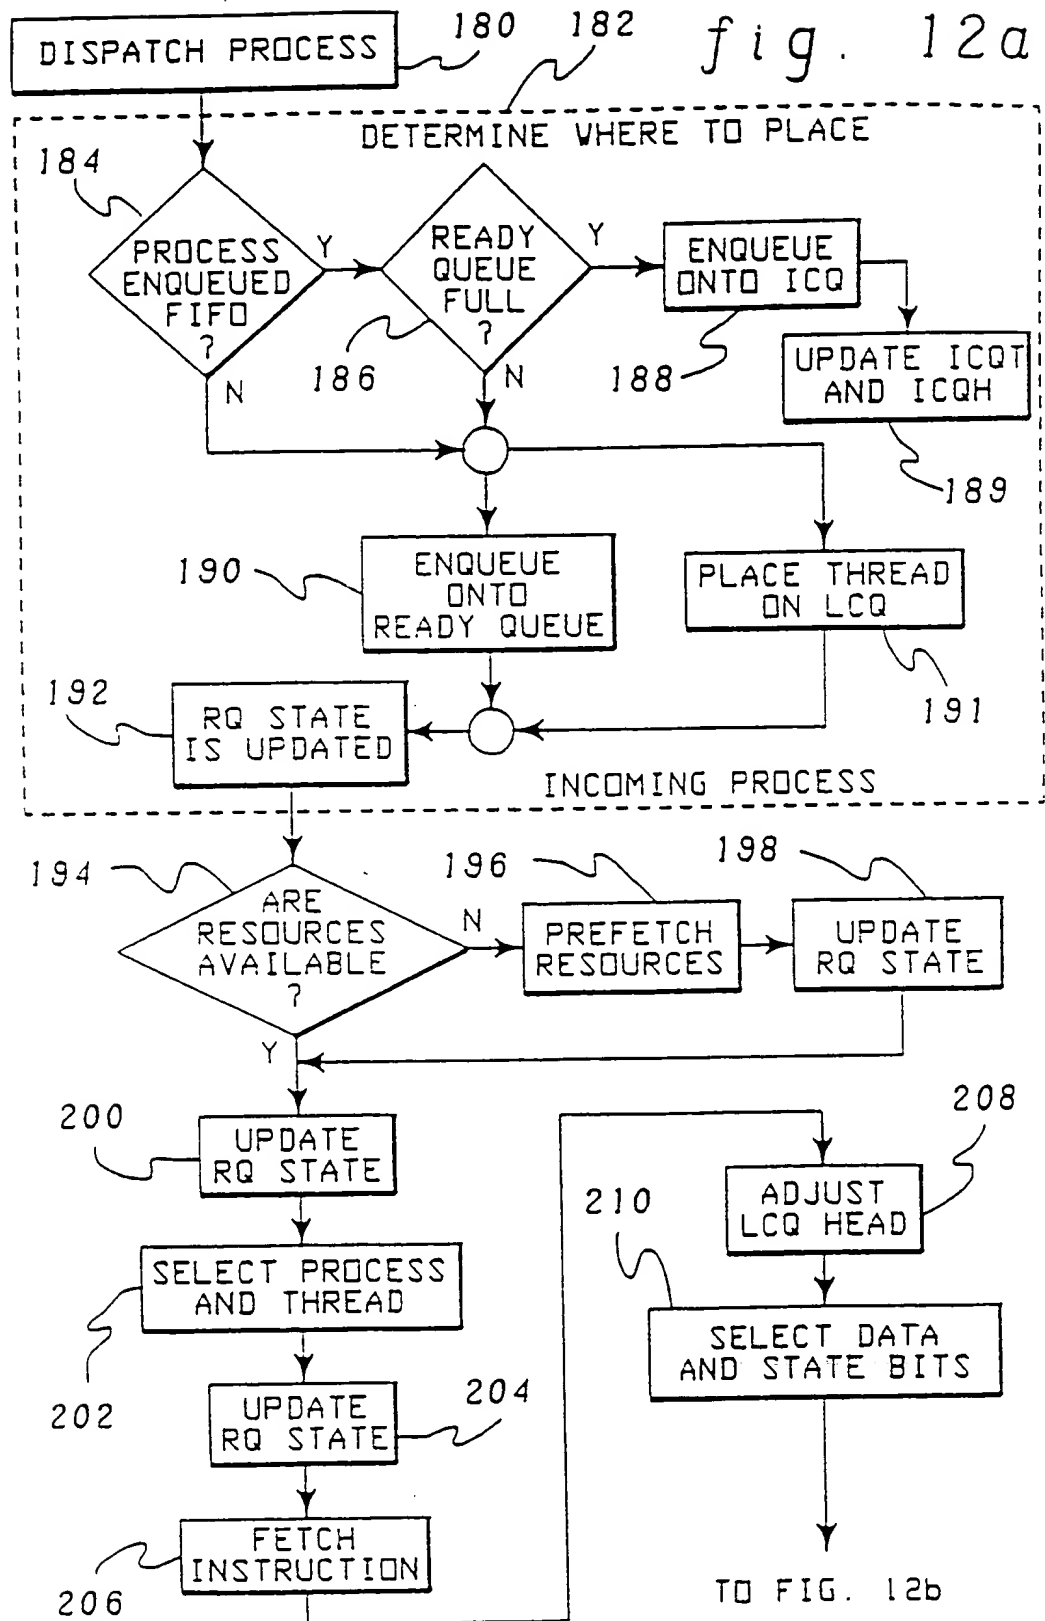 fig. 12a
DISPATCH PROCESS
180
182
DETERMINE WHERE TO PLACE
184
PROCESS
ENQUEUED
FIFO
?
Y
N
READY
QUEUE
FULL
?
Y
N
186
ENQUEUE
ONTO ICQ
188
UPDATE ICQT
AND ICQH
189
190
ENQUEUE
ONTO
READY QUEUE
PLACE THREAD
ON LCQ
191
192
RQ STATE
IS UPDATED
INCOMING PROCESS
194
ARE
RESOURCES
AVAILABLE
?
N
Y
196
PREFETCH
RESOURCES
198
UPDATE
RQ STATE
200
UPDATE
RQ STATE
SELECT PROCESS
AND THREAD
202
UPDATE
RQ STATE
204
FETCH
INSTRUCTION
206
208
ADJUST
LCQ HEAD
210
SELECT DATA
AND STATE BITS
TO FIG. 12b